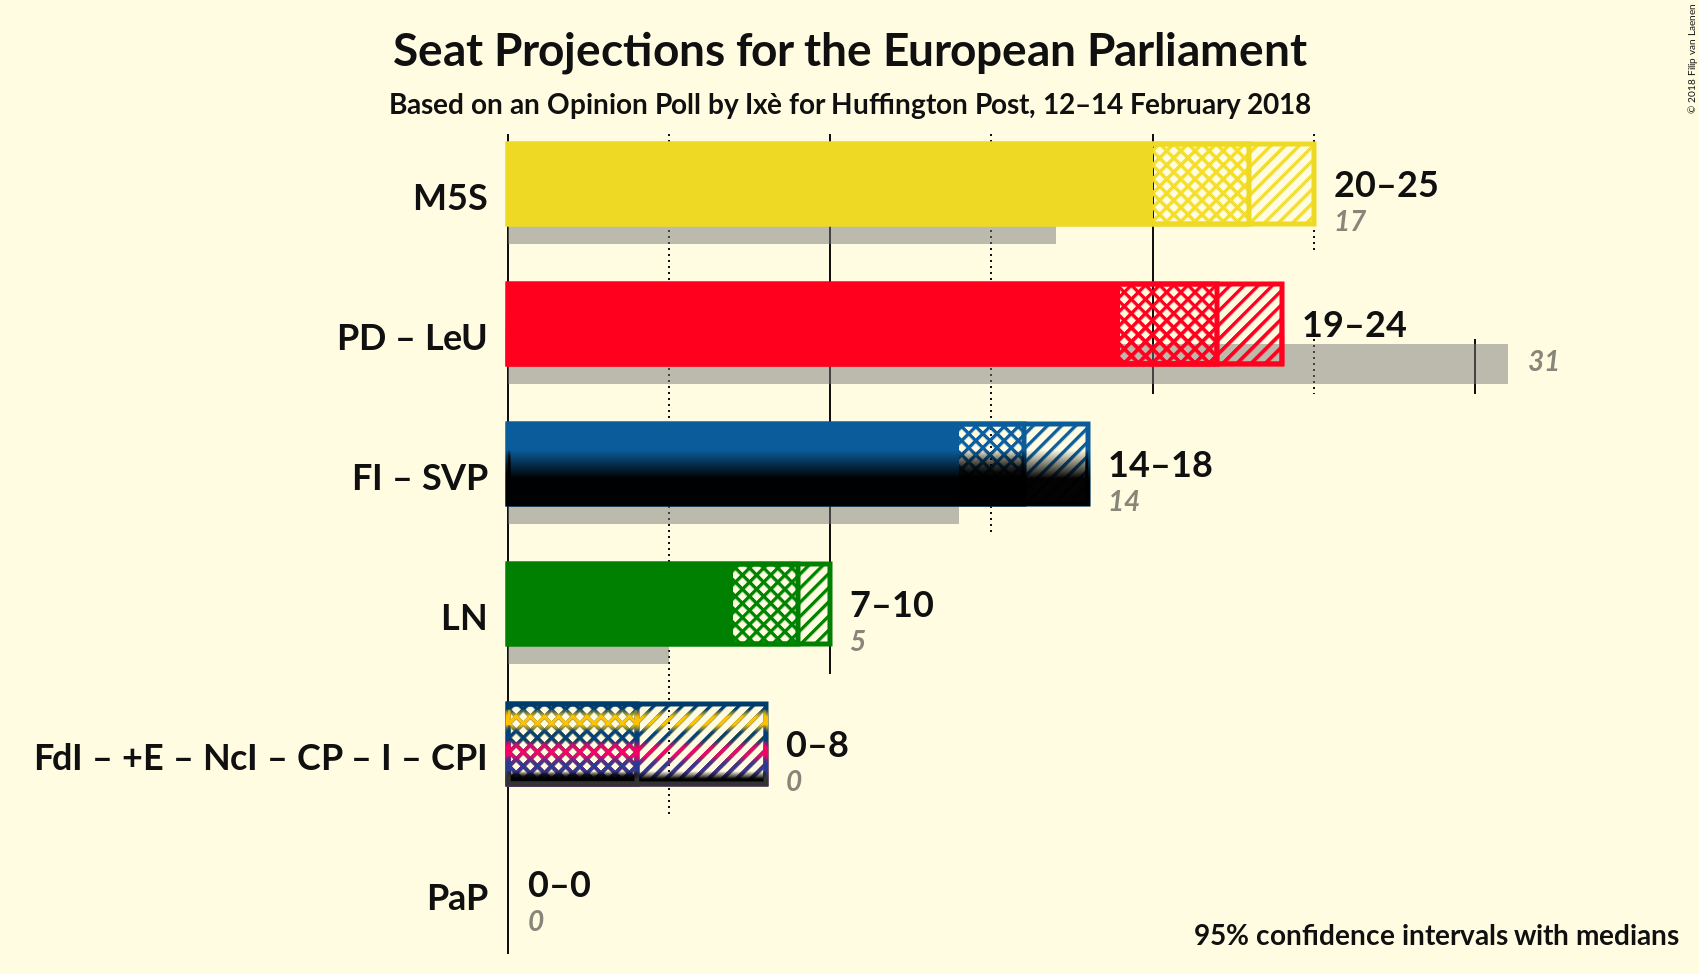 Seat Projections for the European Parliament
Based on an Opinion Poll by Ixè for Huffington Post, 12–14 February 2018
© 2018 Filip van Laenen
M5S
20–25
17
PD – LeU
19–24
31
FI – SVP
14–18
14
LN
7–10
5
FdI – +E – NcI – CP – I – CPI
0–8
0
PaP
0–0
0
95% confidence intervals with medians